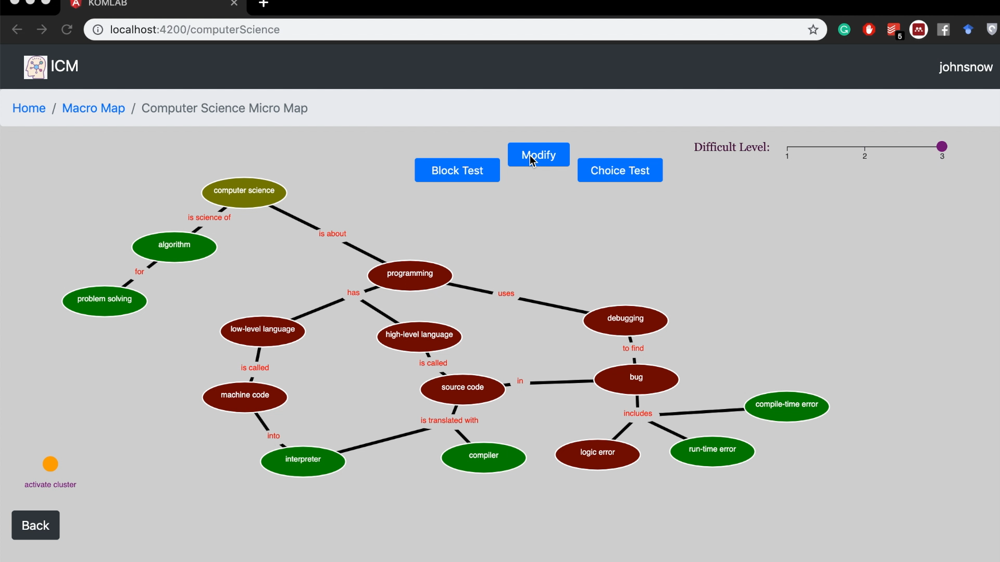 KOMLAB
localhost:4200/computerScience
5
ICM
johnsnow
Home / Macro Map / Computer Science Micro Map
Modify
Block Test
Choice Test
Difficult Level:
1
2
3
computer science
is science of
is about
algorithm
for
programming
problem solving
has
uses
low-level language
high-level language
debugging
to find
is called
is called
bug
in
source code
machine code
compile-time error
includes
is translated with
into
logic error
run-time error
interpreter
compiler
activate cluster
Back